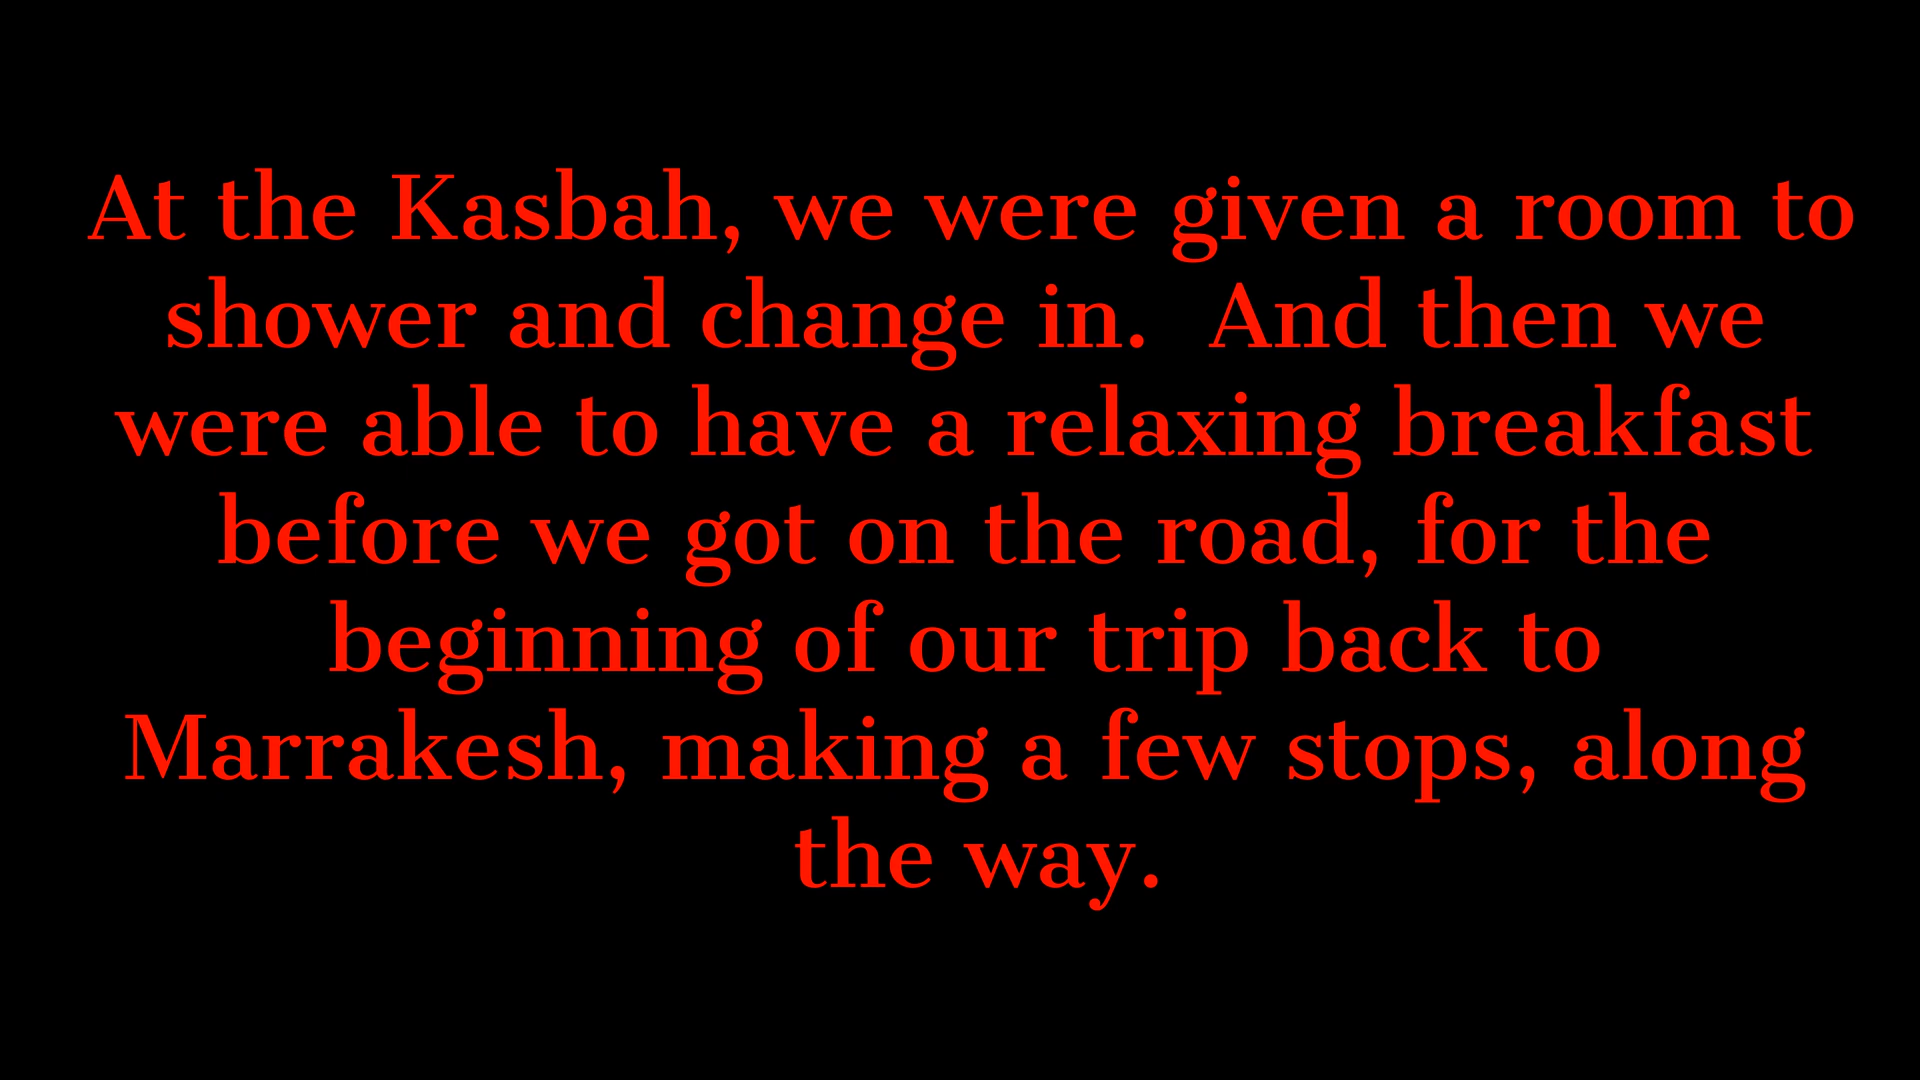 At the Kasbah, we were given a room to
shower and change in.  And then we
were able to have a relaxing breakfast
before we got on the road, for the
beginning of our trip back to
Marrakesh, making a few stops, along
the way.